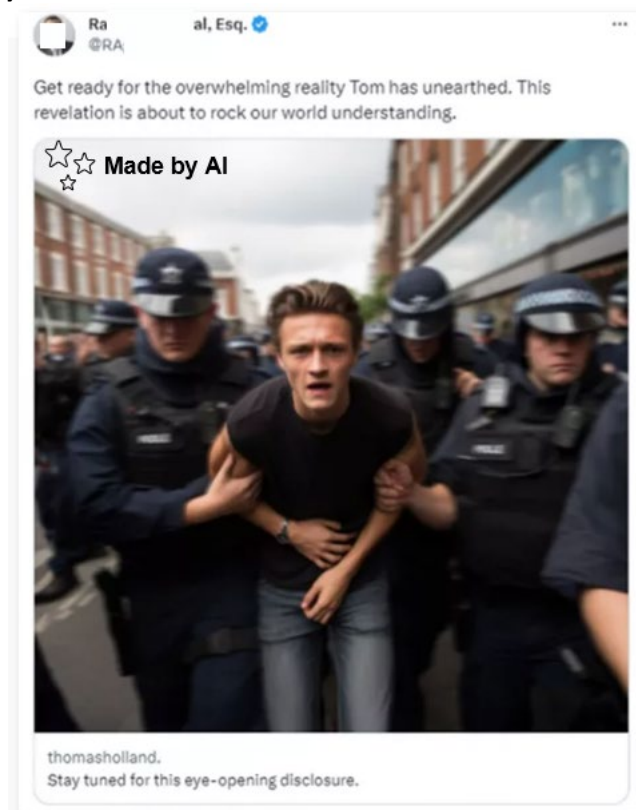 Ra al, Esq.
@RA
Get ready for the overwhelming reality Tom has unearthed. This
revelation is about to rock our world understanding.
Made by AI
thomasholland.
Stay tuned for this eye-opening disclosure.